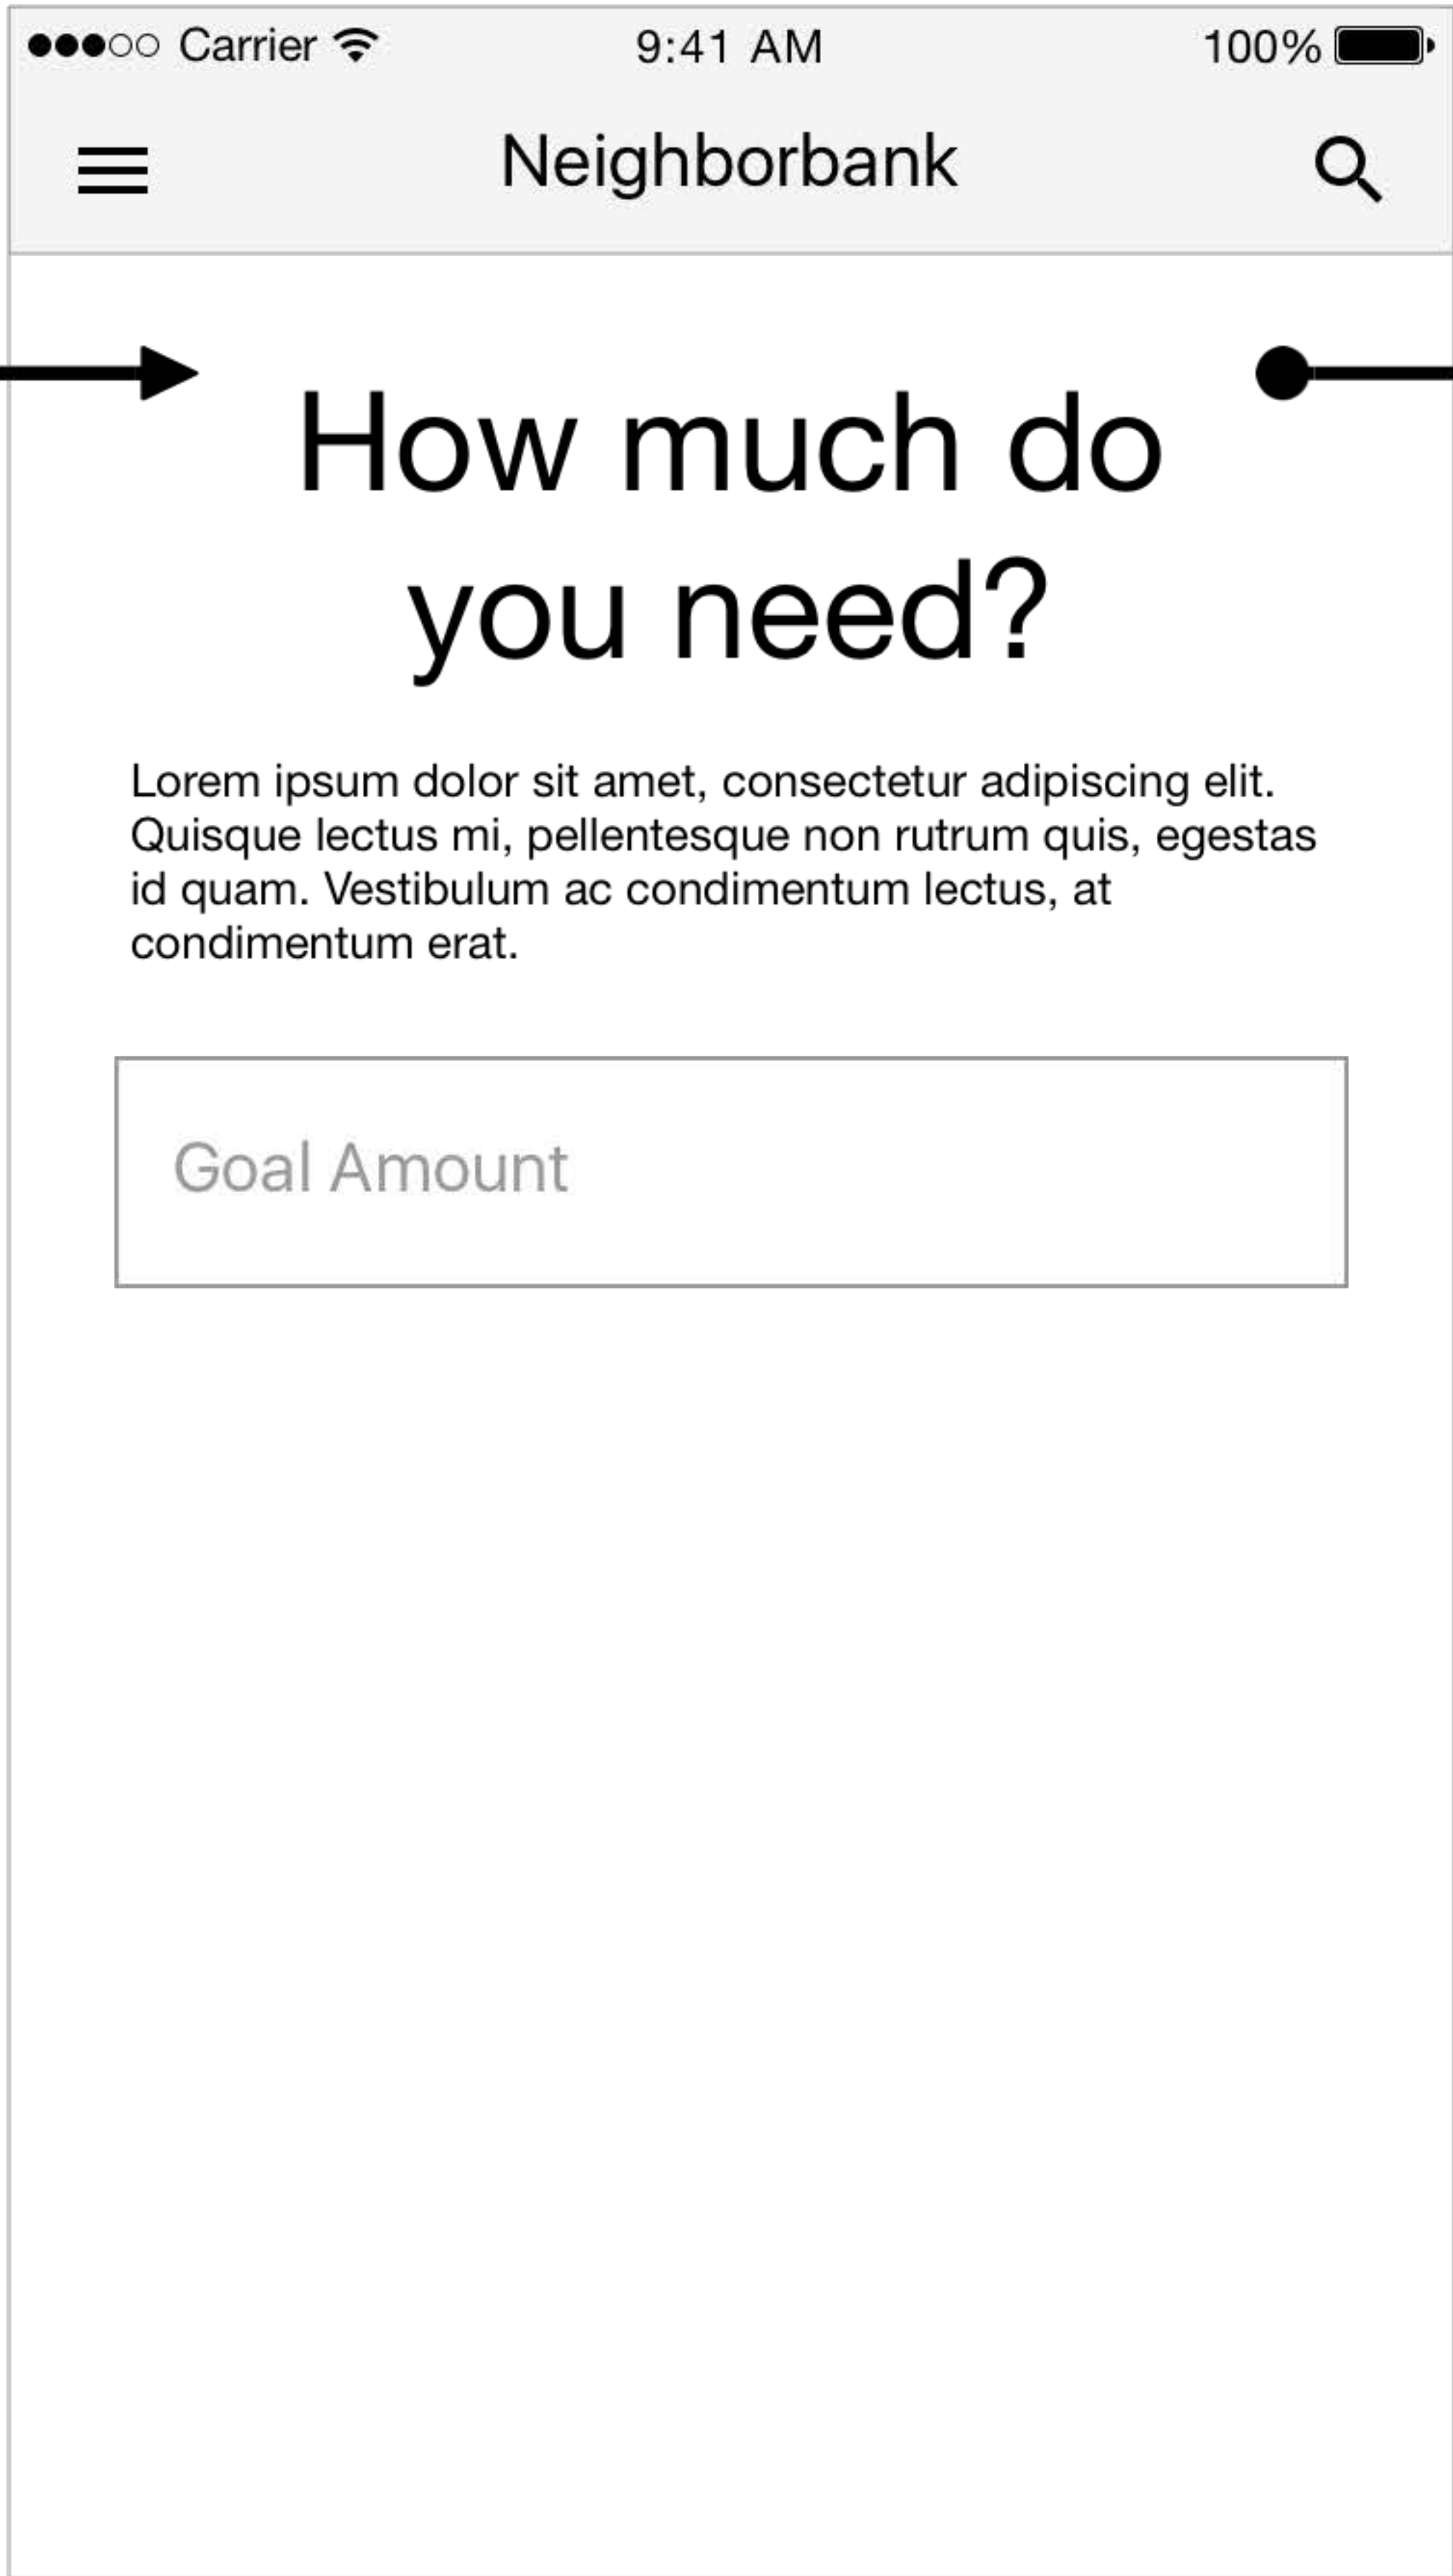 Carrier 9:41 AM 100%
Neighborbank
How much do
you need?
Lorem ipsum dolor sit amet, consectetur adipiscing elit.
Quisque lectus mi, pellentesque non rutrum quis, egestas
id quam. Vestibulum ac condimentum lectus, at
condimentum erat.
Goal Amount